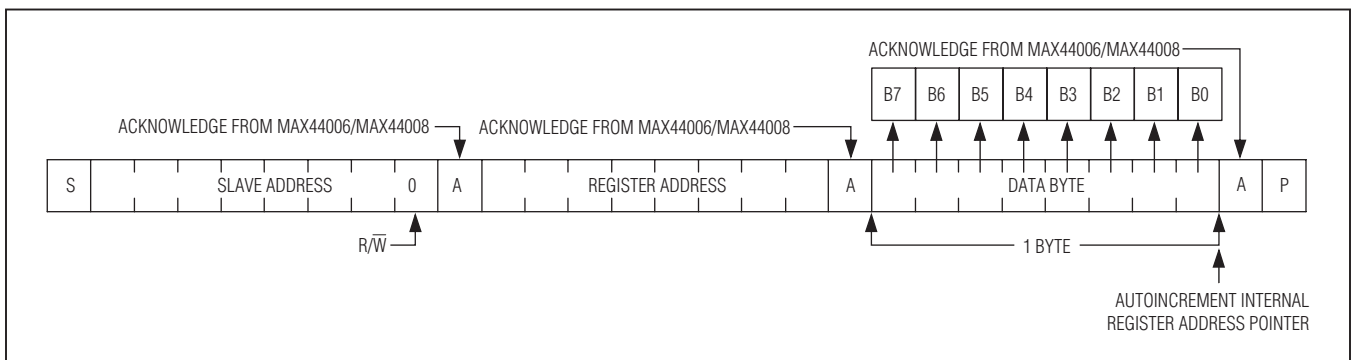 ACKNOWLEDGE FROM MAX44006/MAX44008
B7 B6 B5 B4 B3 B2 B1 B0
ACKNOWLEDGE FROM MAX44006/MAX44008 ACKNOWLEDGE FROM MAX44006/MAX44008
S SLAVE ADDRESS 0 A REGISTER ADDRESS A DATA BYTE A P
R/W̅ 1 BYTE
AUTOINCREMENT INTERNAL
REGISTER ADDRESS POINTER